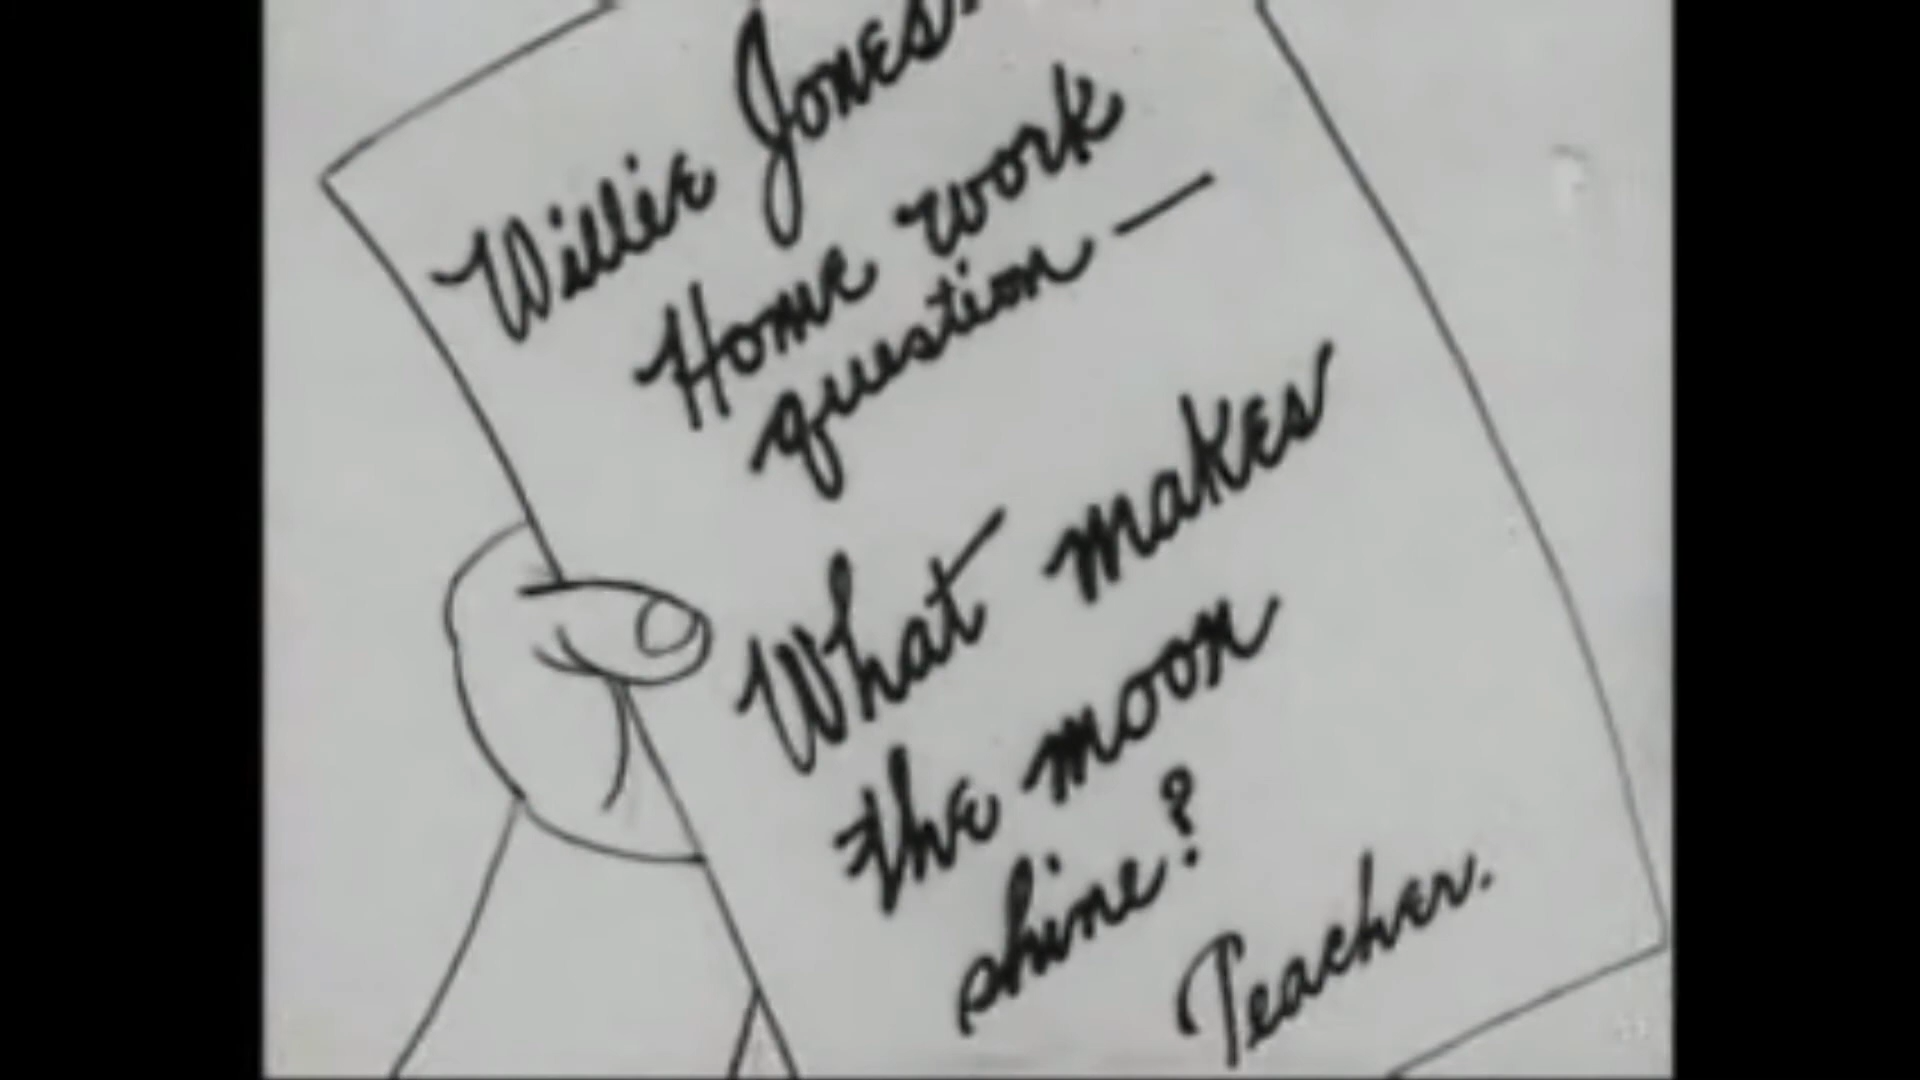 Willie Jones.
Home work
question —
What makes
the moon
shine?
Teacher.